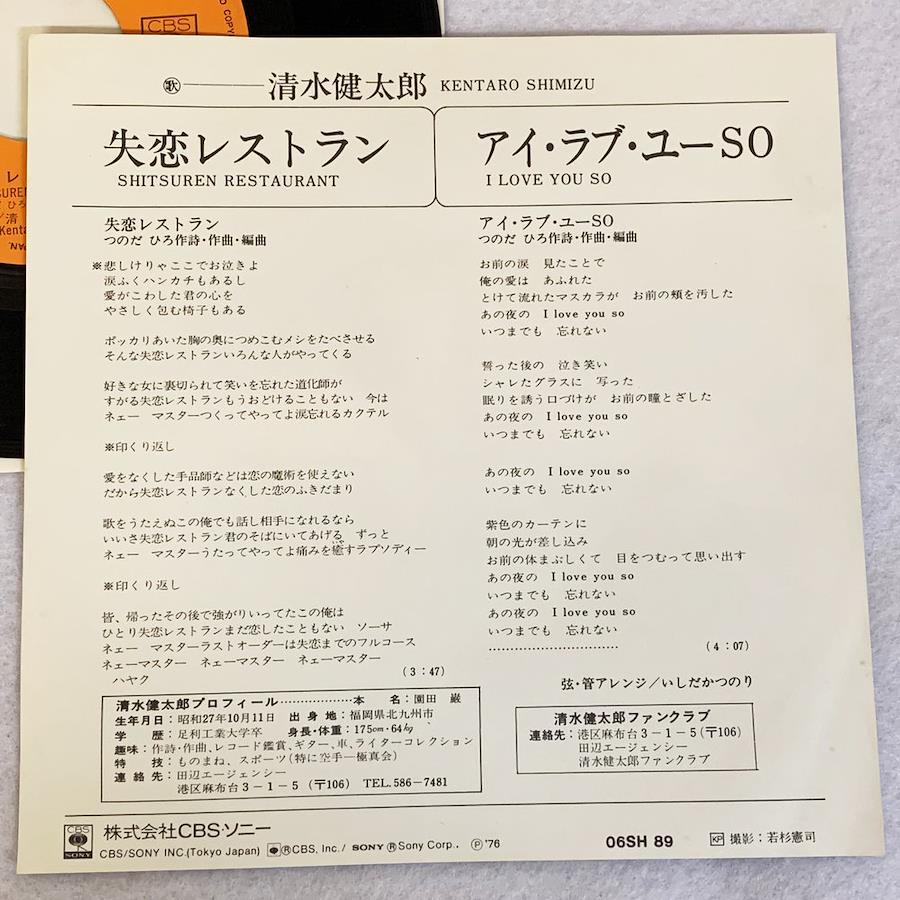 CBS
歌 清水健太郎 KENTARO SHIMIZU
失恋レストラン
SHITSUREN RESTAURANT
アイ・ラブ・ユーSO
I LOVE YOU SO
失恋レストラン
つのだ ひろ作詩・作曲・編曲
※悲しけりゃここでお泣きよ
涙ふくハンカチもあるし
愛がこわした君の心を
やさしく包む椅子もある
ポッカリあいた胸の奥につめこむメシをたべさせる
そんな失恋レストランいろんな人がやってくる
好きな女に裏切られて笑いを忘れた道化師が
すがる失恋レストランもうおどけることもない 今は
ネェー マスターつくってやってよ涙忘れるカクテル
※印くり返し
愛をなくした手品師などは恋の魔術を使えない
だから失恋レストランなくした恋のふきだまり
歌をうたえぬこの俺でも話し相手になれるなら
いいさ失恋レストラン君のそばにいてあげる ずっと
ネェー マスターうたってやってよ痛みを癒すラプソディー
※印くり返し
皆、帰ったその後で強がりいってたこの俺は
ひとり失恋レストランまだ恋したこともない ソーサ
ネェー マスターラストオーダーは失恋までのフルコース
ネェーマスター ネェーマスター ネェーマスター
ハヤク
(3:47)
アイ・ラブ・ユーSO
つのだ ひろ作詩・作曲・編曲
お前の涙 見たことで
俺の愛は あふれた
とけて流れたマスカラが お前の頬を汚した
あの夜の I love you so
いつまでも 忘れない
誓った後の 泣き笑い
シャレたグラスに 写った
眠りを誘う口づけが お前の瞳とざした
あの夜の I love you so
いつまでも 忘れない
あの夜の I love you so
いつまでも 忘れない
紫色のカーテンに
朝の光が差し込み
お前の体まぶしくて 目をつむって思い出す
あの夜の I love you so
いつまでも 忘れない
あの夜の I love you so
いつまでも 忘れない
…………………………
(4:07)
弦・管アレンジ/いしだかつのり
清水健太郎プロフィール………………本 名:園田 巌
生年月日:昭和27年10月11日 出身地:福岡県北九州市
学 歴:足利工業大学卒 身長・体重:175cm・64kg
趣味:作詩・作曲、レコード鑑賞、ギター、車、ライターコレクション
特 技:ものまね、スポーツ(特に空手―極真会)
連絡先:田辺エージェンシー
港区麻布台3-1-5(〒106) TEL.586-7481
清水健太郎ファンクラブ
連絡先:港区麻布台3-1-5(〒106)
田辺エージェンシー
清水健太郎ファンクラブ
CBS SONY 株式会社CBS・ソニー
CBS/SONY INC.(Tokyo Japan) ®CBS, Inc./ SONY ®Sony Corp., Ⓟ'76
06SH 89
KP 撮影:若杉憲司